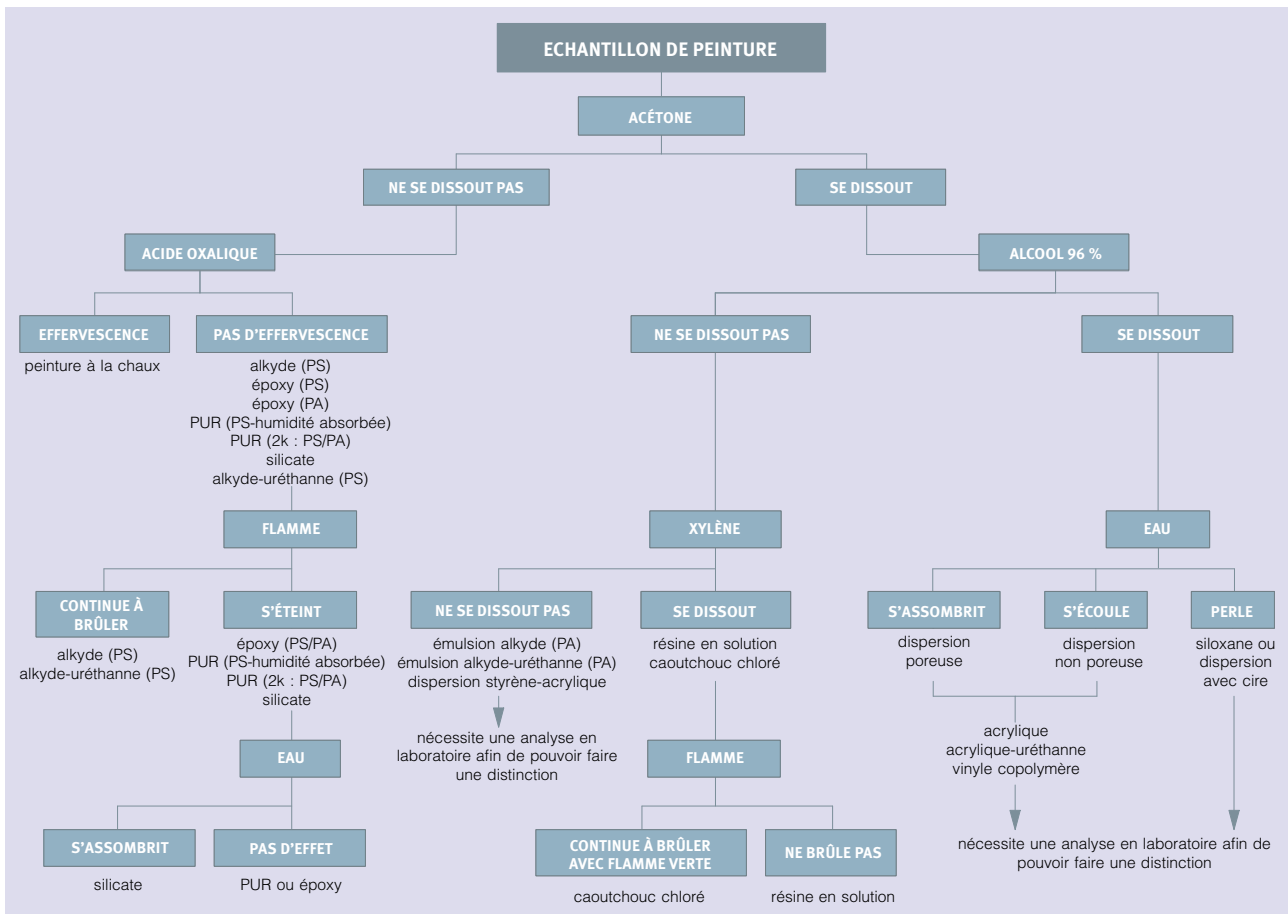 ECHANTILLON DE PEINTURE
ACÉTONE
NE SE DISSOUT PAS
SE DISSOUT
ACIDE OXALIQUE
ALCOOL 96 %
EFFERVESCENCE
peinture à la chaux
PAS D'EFFERVESCENCE
alkyde (PS)
époxy (PS)
époxy (PA)
PUR (PS-humidité absorbée)
PUR (2k : PS/PA)
silicate
alkyde-uréthanne (PS)
NE SE DISSOUT PAS
SE DISSOUT
FLAMME
XYLÈNE
EAU
CONTINUE À
BRÛLER
alkyde (PS)
alkyde-uréthanne (PS)
S'ÉTEINT
époxy (PS/PA)
PUR (PS-humidité absorbée)
PUR (2k : PS/PA)
silicate
NE SE DISSOUT PAS
émulsion alkyde (PA)
émulsion alkyde-uréthanne (PA)
dispersion styrène-acrylique
nécessite une analyse en
laboratoire afin de pouvoir faire
une distinction
SE DISSOUT
résine en solution
caoutchouc chloré
S'ASSOMBRIT
dispersion
poreuse
S'ÉCOULE
dispersion
non poreuse
PERLE
siloxane ou
dispersion
avec cire
acrylique
acrylique-uréthanne
vinyle copolymère
EAU
FLAMME
S'ASSOMBRIT
silicate
PAS D'EFFET
PUR ou époxy
CONTINUE À BRÛLER
AVEC FLAMME VERTE
caoutchouc chloré
NE BRÛLE PAS
résine en solution
nécessite une analyse en laboratoire afin de
pouvoir faire une distinction